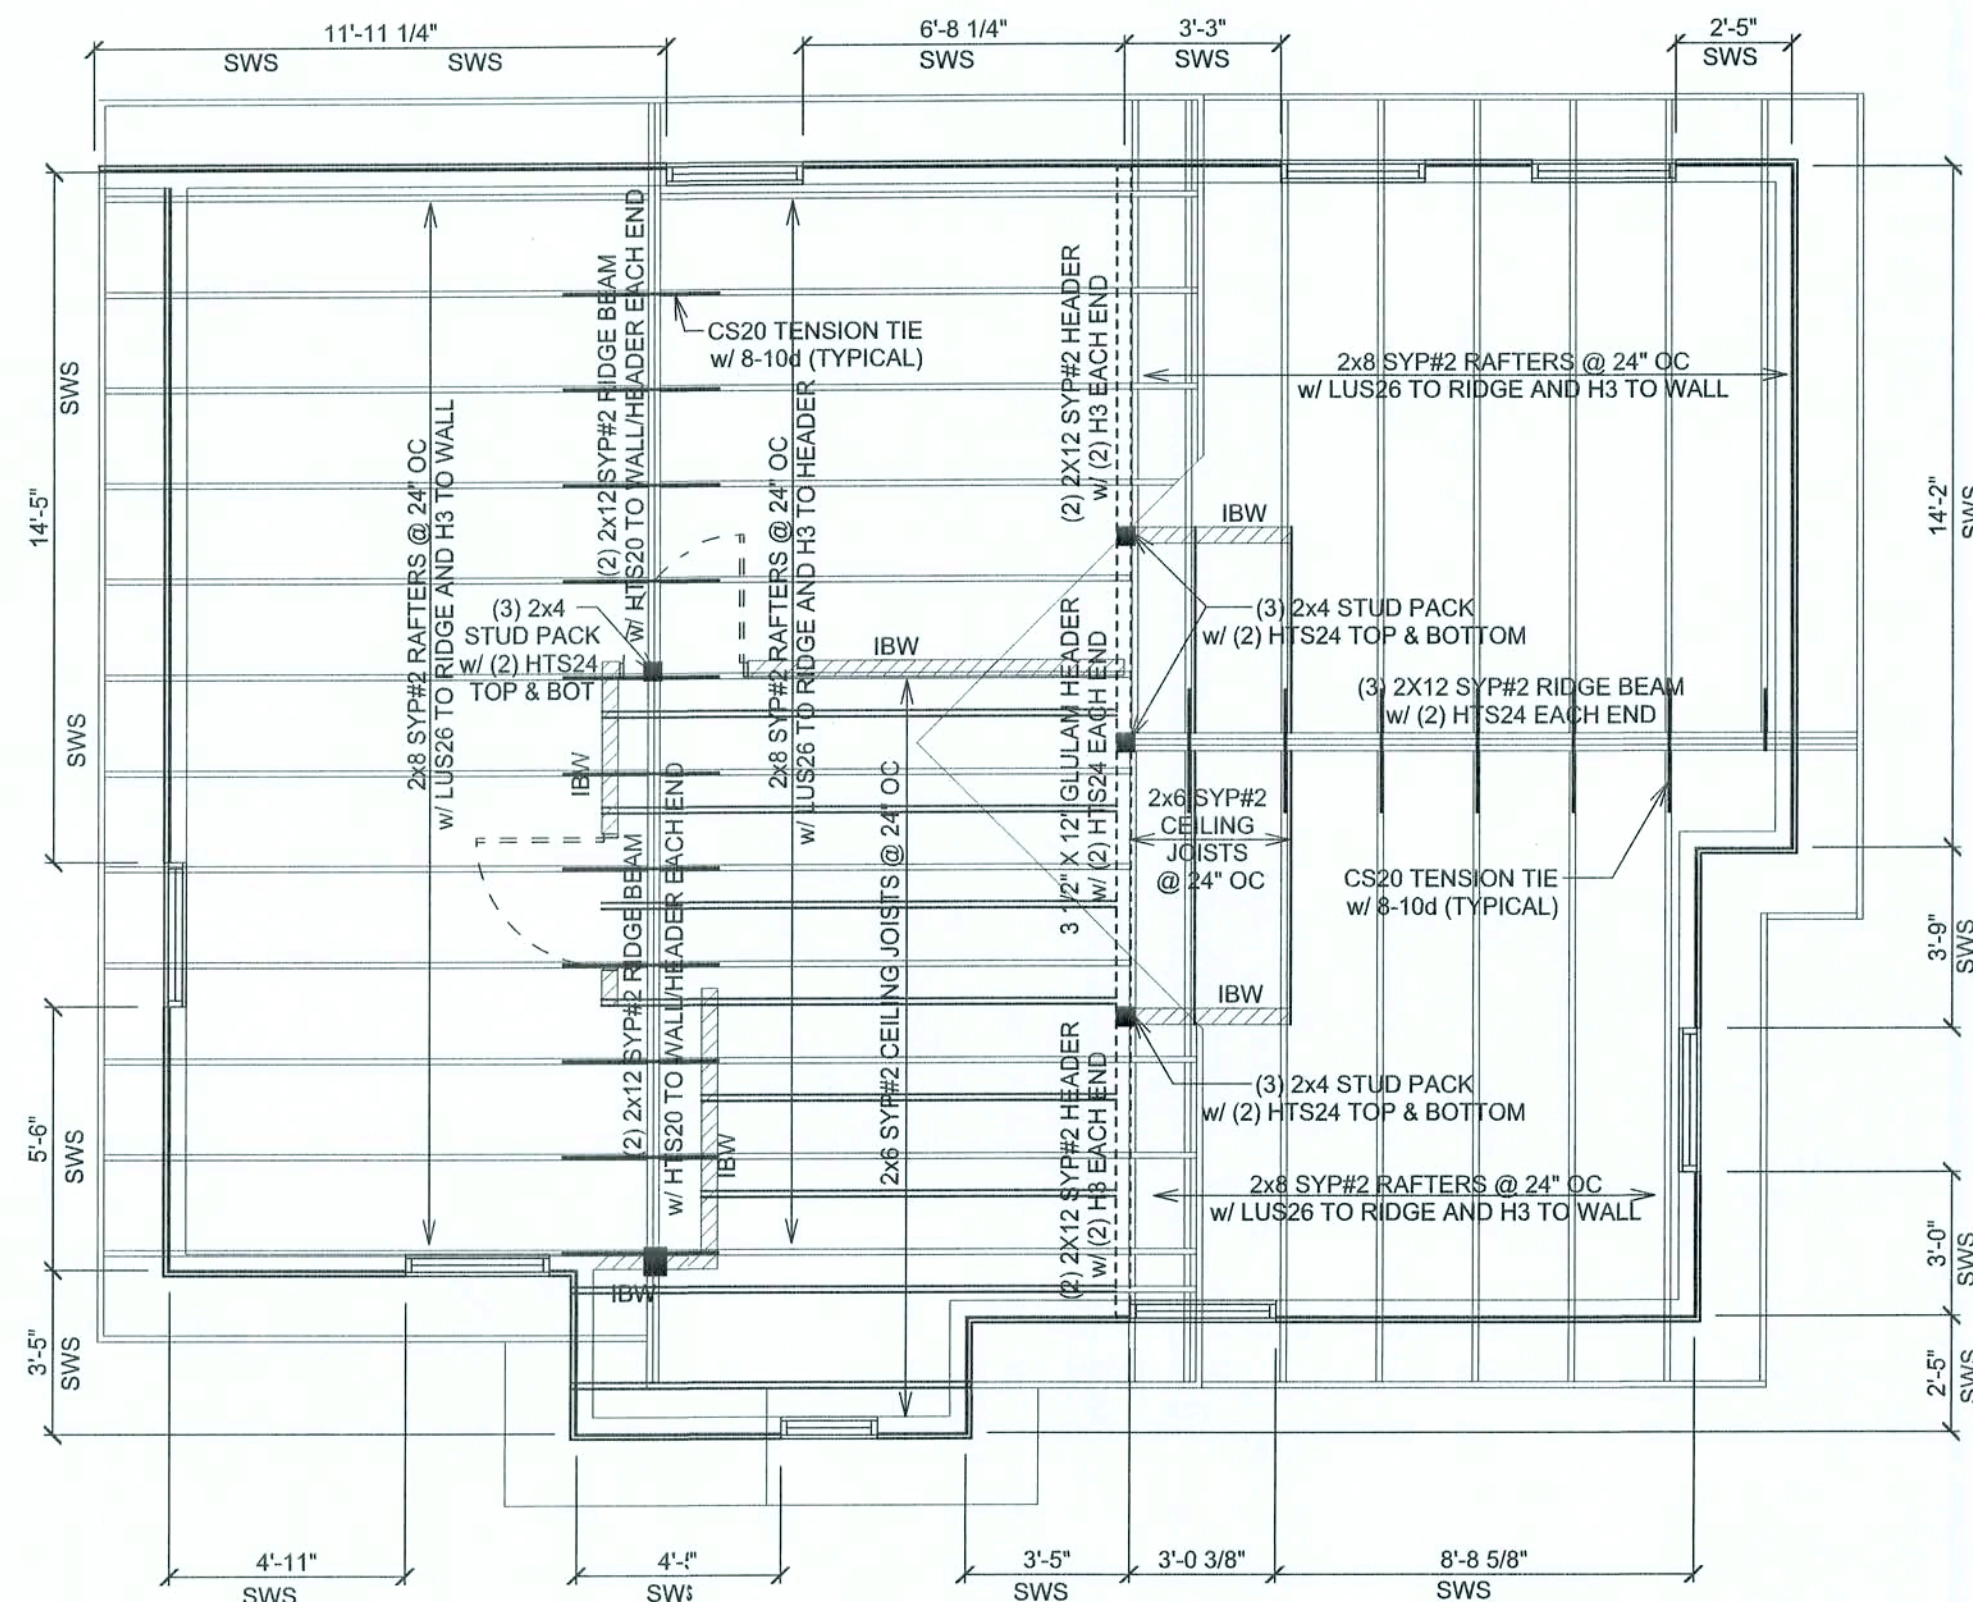 11'-11 1/4"
SWS
SWS
6'-8 1/4"
SWS
3'-3"
SWS
2'-5"
SWS
14'-5"
SWS
SWS
5'-6"
SWS
3'-5"
SWS
2x8 SYP#2 RAFTERS @ 24" OC
w/ LUS26 TO RIDGE AND H3 TO WALL
(2) 2x12 SYP#2 RIDGE BEAM
w/ HTS20 TO WALL/HEADER EACH END
CS20 TENSION TIE
w/ 8-10d (TYPICAL)
2x8 SYP#2 RAFTERS @ 24" OC
w/ LUS26 TO RIDGE AND H3 TO HEADER
(2) 2X12 SYP#2 HEADER
w/ (2) H3 EACH END
2x8 SYP#2 RAFTERS @ 24" OC
w/ LUS26 TO RIDGE AND H3 TO WALL
IBW
(3) 2x4
STUD PACK
w/ (2) HTS24
TOP & BOT
IBW
(3) 2x4 STUD PACK
w/ (2) HTS24 TOP & BOTTOM
(3) 2X12 SYP#2 RIDGE BEAM
w/ (2) HTS24 EACH END
IBW
3 1/2" X 12" GLULAM HEADER
w/ (2) HTS24 EACH END
2x6 SYP#2
CEILING
JOISTS
@ 24" OC
CS20 TENSION TIE
w/ 8-10d (TYPICAL)
(2) 2x12 SYP#2 RIDGE BEAM
w/ HTS20 TO WALL/HEADER EACH END
2x6 SYP#2 CEILING JOISTS @ 24" OC
IBW
(3) 2x4 STUD PACK
w/ (2) HTS24 TOP & BOTTOM
IBW
(2) 2X12 SYP#2 HEADER
w/ (2) H3 EACH END
2x8 SYP#2 RAFTERS @ 24" OC
w/ LUS26 TO RIDGE AND H3 TO WALL
IBW
14'-2"
SWS
3'-9"
SWS
3'-0"
SWS
2'-5"
SWS
4'-11"
SWS
SWS
3'-5"
SWS
3'-0 3/8"
8'-8 5/8"
SWS